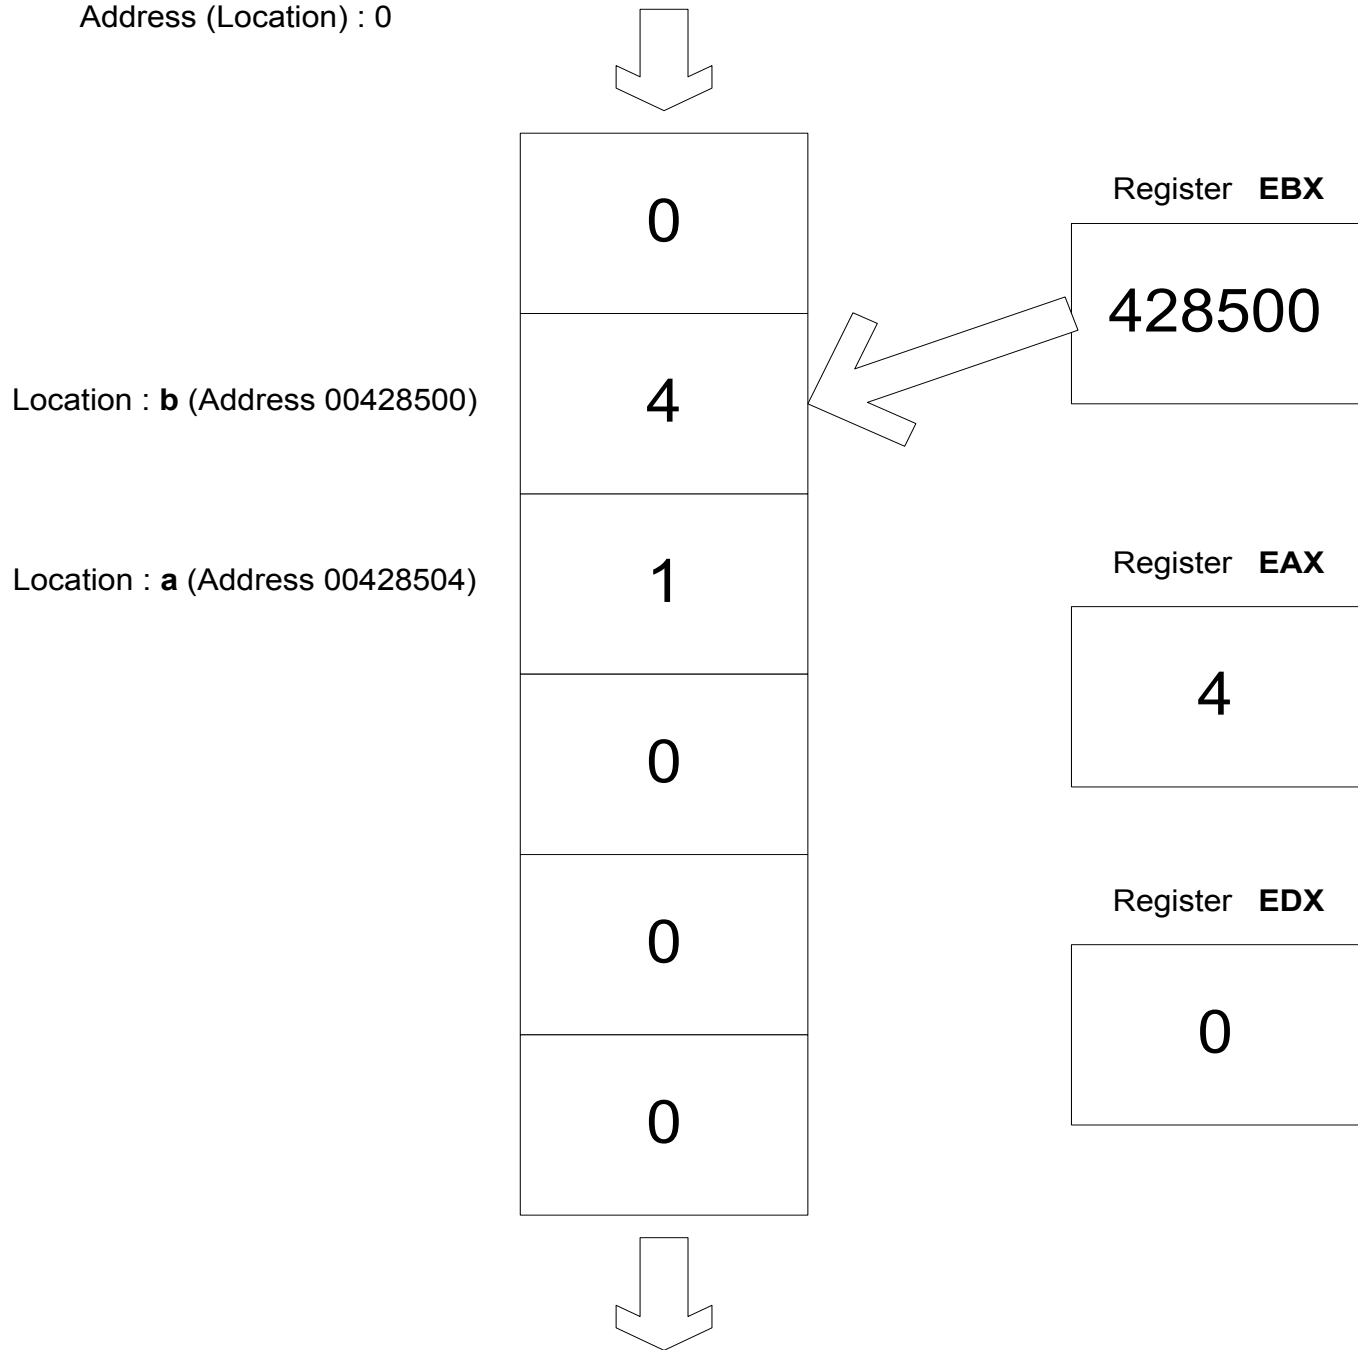 Address (Location) : 0
0
Register EBX
428500
Location : b (Address 00428500)
4
Location : a (Address 00428504)
1
Register EAX
4
0
Register EDX
0
0
0